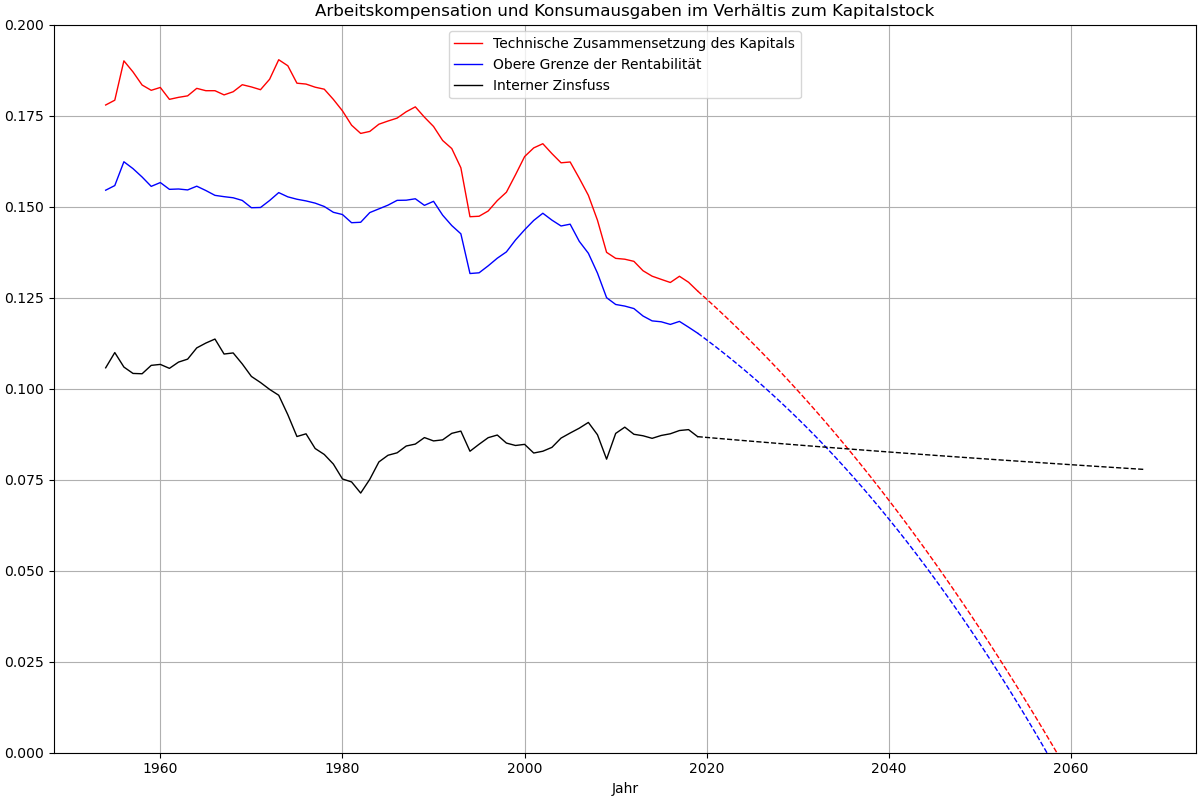 Arbeitskompensation und Konsumausgaben im Verhältis zum Kapitalstock
Technische Zusammensetzung des Kapitals
Obere Grenze der Rentabilität
Interner Zinsfuss
0.200
0.175
0.150
0.125
0.100
0.075
0.050
0.025
0.000
1960 1980 2000 2020 2040 2060
Jahr